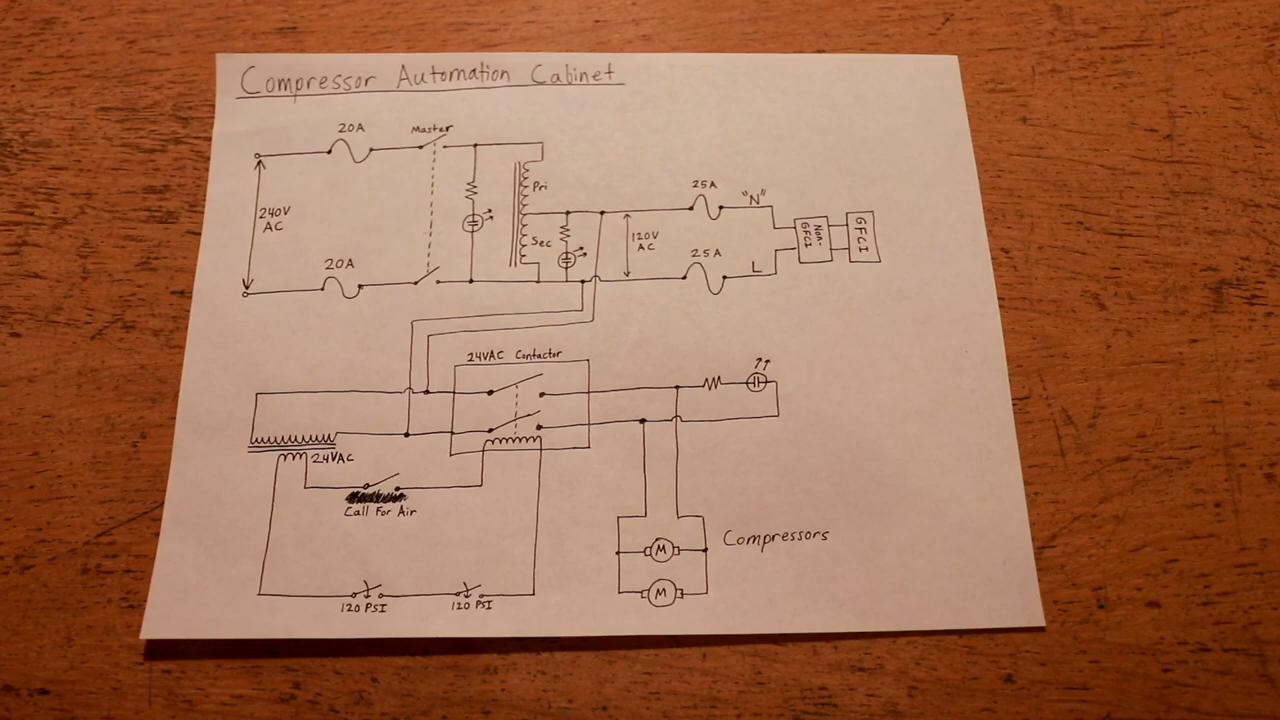 Compressor Automation Cabinet
20A
Master
240V
AC
20A
Pri
Sec
120V
AC
25A
"N"
25A
L
Non-
GFCI
GFCI
24VAC Contactor
24VAC
Call For Air
120 PSI
120 PSI
M
M
Compressors